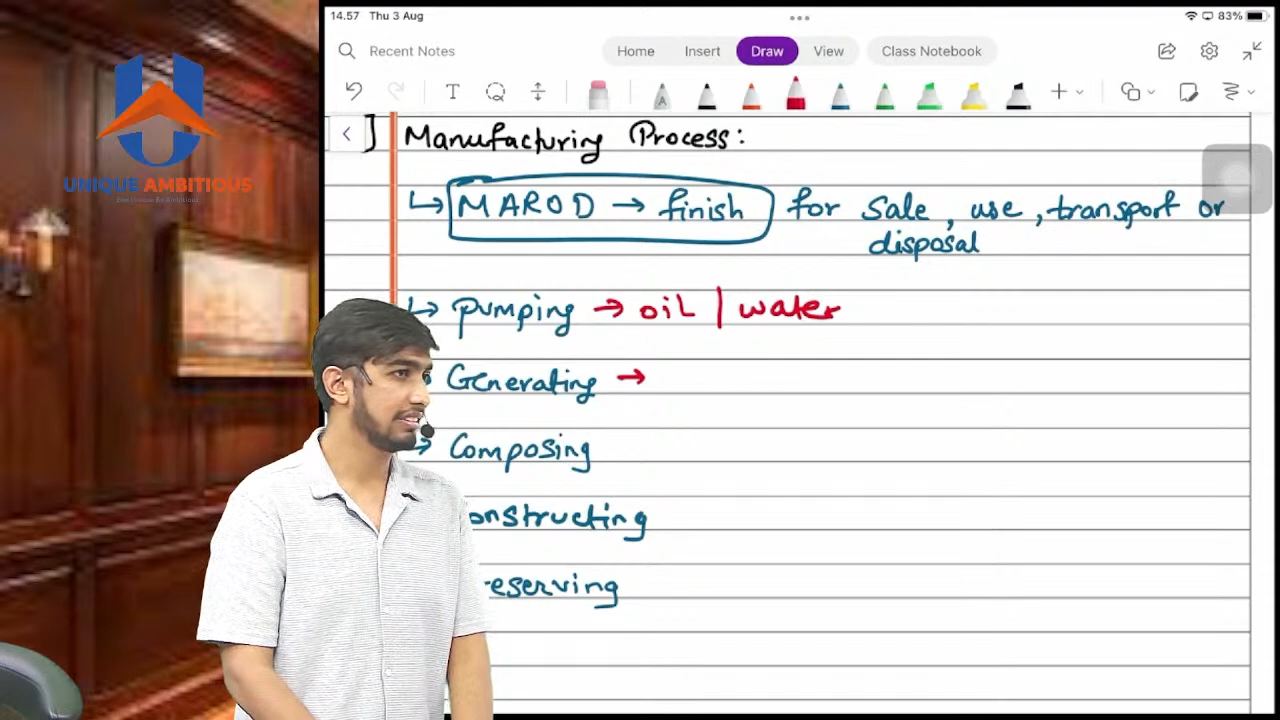 14.57 Thu 3 Aug
83%
Recent Notes
Home Insert Draw View Class Notebook
UNIQUE AMBITIOUS
] Manufacturing Process:
↳ MAROD → finish for Sale, use, transport or
disposal
↳ pumping → oil | water
Generating →
→ Composing
onstructing
reserving